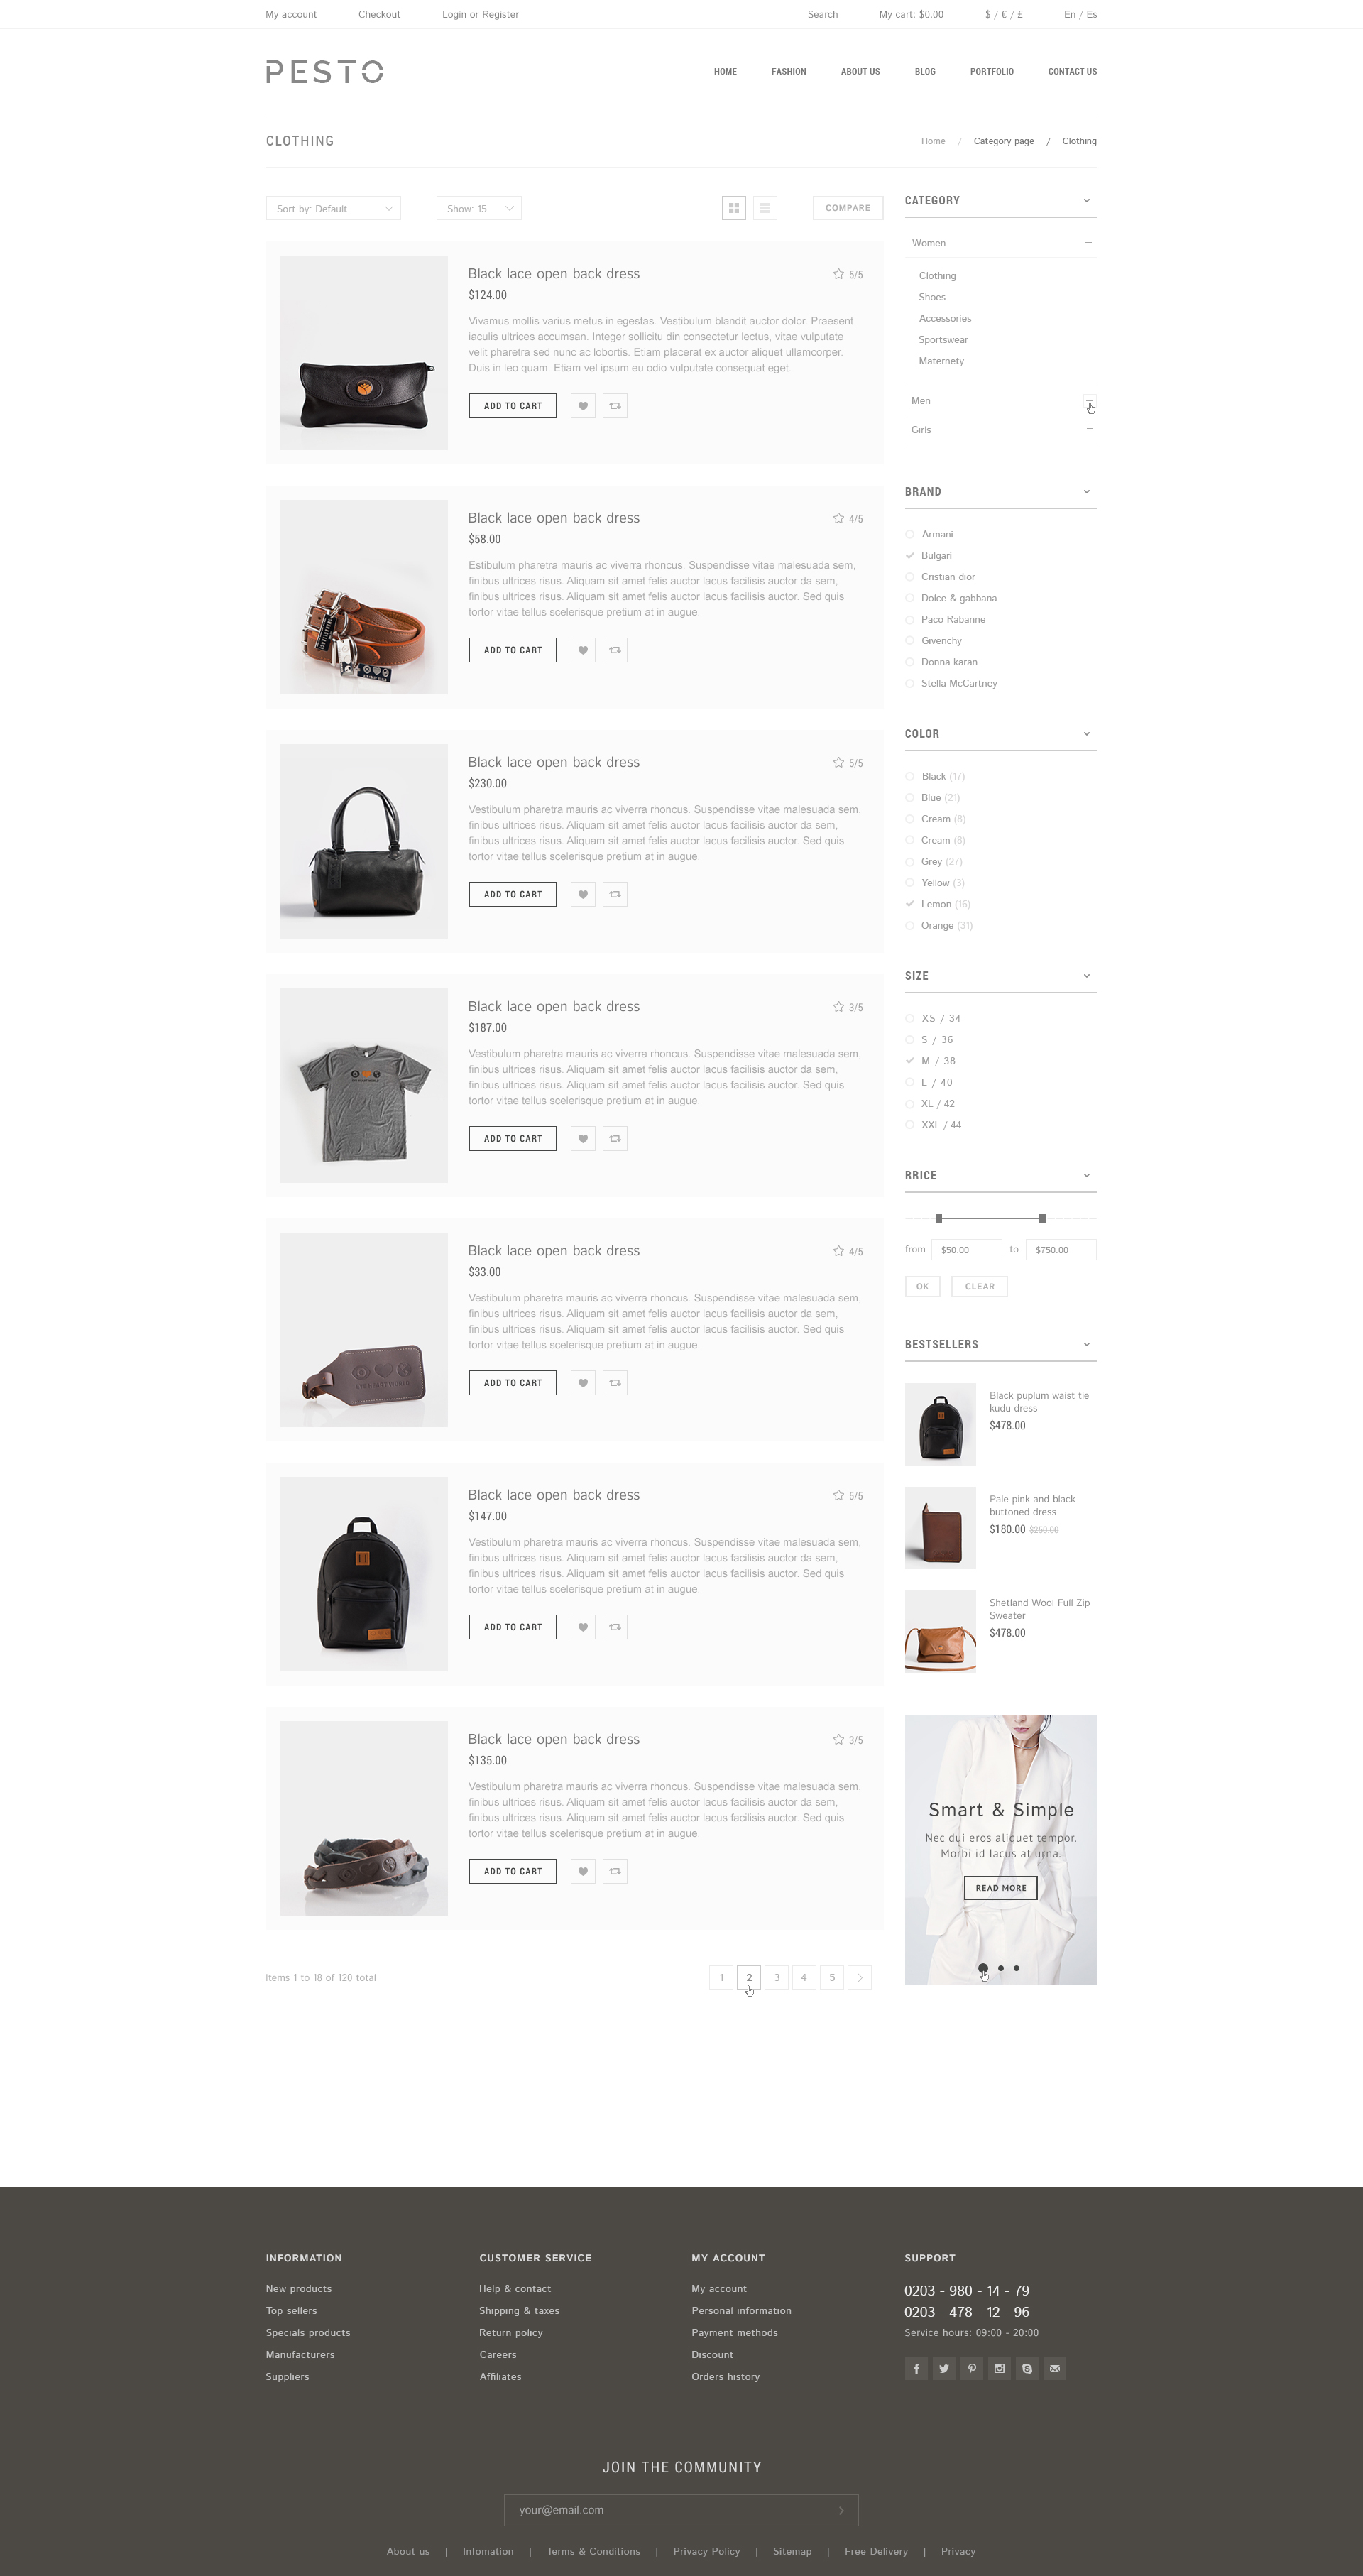 My account Checkout Login or Register Search My cart: $0.00 $ / € / £ En / Es
PESTO HOME FASHION ABOUT US BLOG PORTFOLIO CONTACT US
CLOTHING Home / Category page / Clothing
Sort by: Default Show: 15 COMPARE
Black lace open back dress 5/5
$124.00
Vivamus mollis varius metus in egestas. Vestibulum blandit auctor dolor. Praesent
iaculis ultrices accumsan. Integer sollicitu din consectetur lectus, vitae vulputate
velit pharetra sed nunc ac lobortis. Etiam placerat ex auctor aliquet ullamcorper.
Duis in leo quam. Etiam vel ipsum eu odio vulputate consequat eget.
ADD TO CART
Black lace open back dress 4/5
$58.00
Estibulum pharetra mauris ac viverra rhoncus. Suspendisse vitae malesuada sem,
finibus ultrices risus. Aliquam sit amet felis auctor lacus facilisis auctor da sem,
finibus ultrices risus. Aliquam sit amet felis auctor lacus facilisis auctor. Sed quis
tortor vitae tellus scelerisque pretium at in augue.
ADD TO CART
Black lace open back dress 5/5
$230.00
Vestibulum pharetra mauris ac viverra rhoncus. Suspendisse vitae malesuada sem,
finibus ultrices risus. Aliquam sit amet felis auctor lacus facilisis auctor da sem,
finibus ultrices risus. Aliquam sit amet felis auctor lacus facilisis auctor. Sed quis
tortor vitae tellus scelerisque pretium at in augue.
ADD TO CART
Black lace open back dress 3/5
$187.00
Vestibulum pharetra mauris ac viverra rhoncus. Suspendisse vitae malesuada sem,
finibus ultrices risus. Aliquam sit amet felis auctor lacus facilisis auctor da sem,
finibus ultrices risus. Aliquam sit amet felis auctor lacus facilisis auctor. Sed quis
tortor vitae tellus scelerisque pretium at in augue.
ADD TO CART
Black lace open back dress 4/5
$33.00
Vestibulum pharetra mauris ac viverra rhoncus. Suspendisse vitae malesuada sem,
finibus ultrices risus. Aliquam sit amet felis auctor lacus facilisis auctor da sem,
finibus ultrices risus. Aliquam sit amet felis auctor lacus facilisis auctor. Sed quis
tortor vitae tellus scelerisque pretium at in augue.
EYE HEART WORLD
ADD TO CART
Black lace open back dress 5/5
$147.00
Vestibulum pharetra mauris ac viverra rhoncus. Suspendisse vitae malesuada sem,
finibus ultrices risus. Aliquam sit amet felis auctor lacus facilisis auctor da sem,
finibus ultrices risus. Aliquam sit amet felis auctor lacus facilisis auctor. Sed quis
tortor vitae tellus scelerisque pretium at in augue.
ADD TO CART
Black lace open back dress 3/5
$135.00
Vestibulum pharetra mauris ac viverra rhoncus. Suspendisse vitae malesuada sem,
finibus ultrices risus. Aliquam sit amet felis auctor lacus facilisis auctor da sem,
finibus ultrices risus. Aliquam sit amet felis auctor lacus facilisis auctor. Sed quis
tortor vitae tellus scelerisque pretium at in augue.
ADD TO CART
Items 1 to 18 of 120 total 1 2 3 4 5
CATEGORY
Women
Clothing
Shoes
Accessories
Sportswear
Maternety
Men
Girls
BRAND
Armani
Bulgari
Cristian dior
Dolce & gabbana
Paco Rabanne
Givenchy
Donna karan
Stella McCartney
COLOR
Black (17)
Blue (21)
Cream (8)
Cream (8)
Grey (27)
Yellow (3)
Lemon (16)
Orange (31)
SIZE
XS / 34
S / 36
M / 38
L / 40
XL / 42
XXL / 44
RRICE
from $50.00 to $750.00
OK CLEAR
BESTSELLERS
Black puplum waist tie
kudu dress
$478.00
Pale pink and black
buttoned dress
$180.00 $250.00
Shetland Wool Full Zip
Sweater
$478.00
Smart & Simple
Nec dui eros aliquet tempor.
Morbi id lacus at urna.
READ MORE
INFORMATION
New products
Top sellers
Specials products
Manufacturers
Suppliers
CUSTOMER SERVICE
Help & contact
Shipping & taxes
Return policy
Careers
Affiliates
MY ACCOUNT
My account
Personal information
Payment methods
Discount
Orders history
SUPPORT
0203 - 980 - 14 - 79
0203 - 478 - 12 - 96
Service hours: 09:00 - 20:00
JOIN THE COMMUNITY
your@email.com
About us | Infomation | Terms & Conditions | Privacy Policy | Sitemap | Free Delivery | Privacy